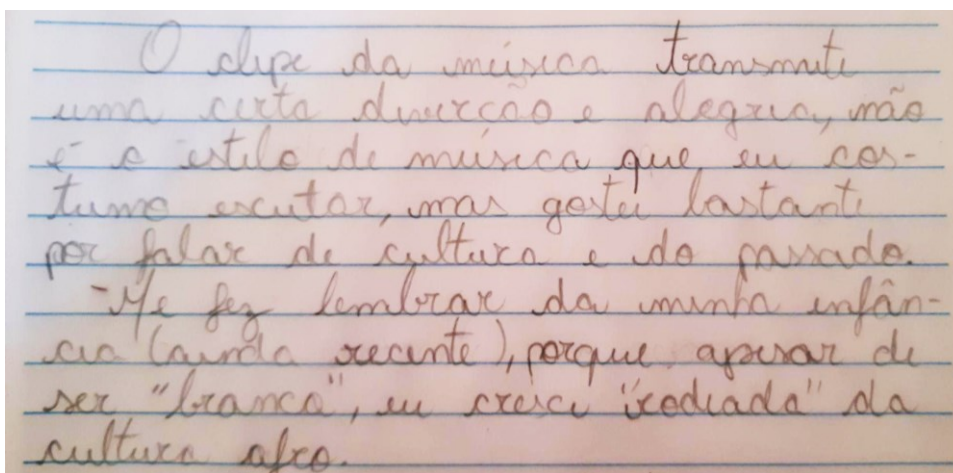 O clipe da música transmite
uma certa diverção e alegria, não
é o estilo de música que eu cos-
tumo escutar, mas gostei bastante
por falar de cultura e do passado.
-Me fez lembrar da minha infân-
cia (ainda recente), porque apesar de
ser "branca", eu cresci "rodiada" da
cultura afro.